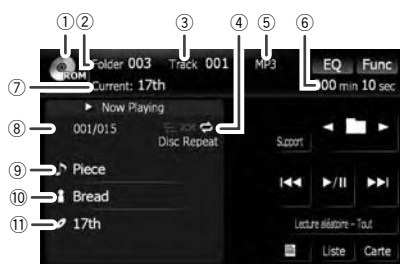 ① ② ③ ④ ⑤ ⑥
ROM Folder 003 Track 001 MP3 EQ Func
⑦ Current: 17th 00 min 10 sec
Now Playing
⑧ 001/015
Disc Repeat Support
⑨ Piece
⑩ Bread
⑪ 17th Lecture aléatoire – Tout
Liste Carte